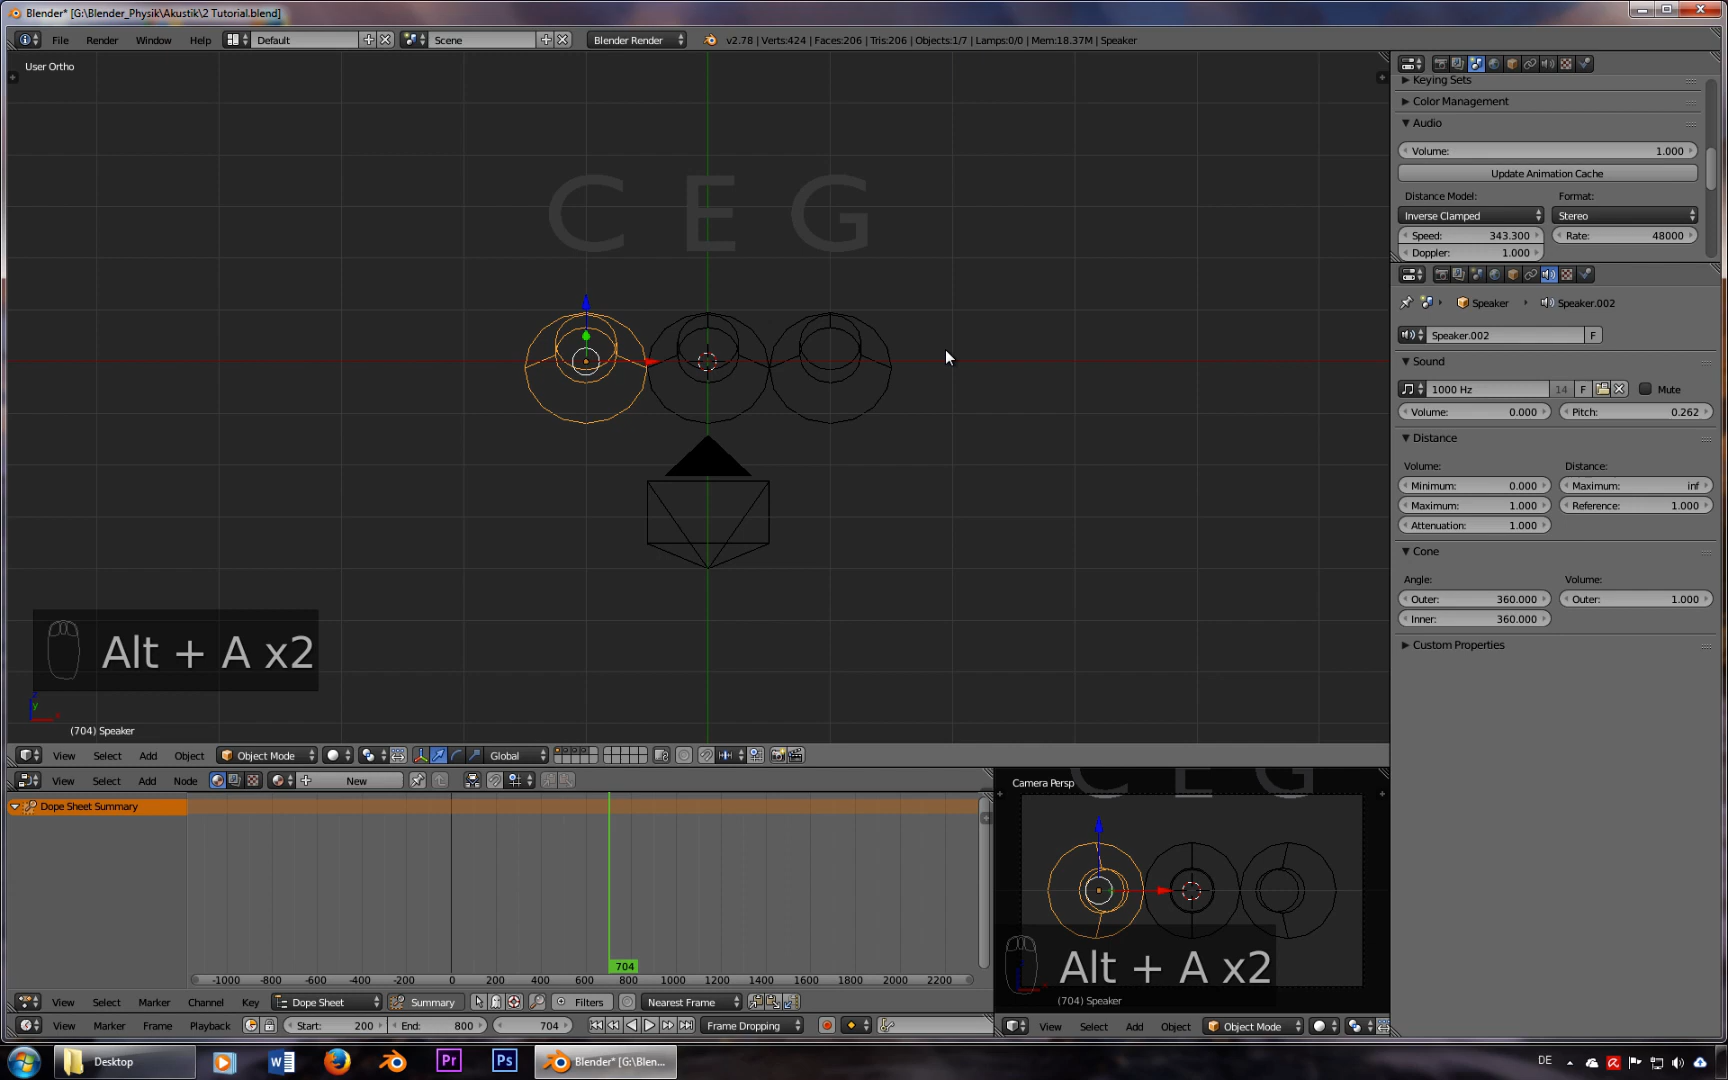 Blender* [G:\Blender_Physik\Akustik\2 Tutorial.blend]
File Render Window Help Default Scene Blender Render v2.78 | Verts:424 | Faces:206 | Tris:206 | Objects:1/7 | Lamps:0/0 | Mem:18.37M | Speaker
User Ortho
C E G
Alt + A x2
y
x
(704) Speaker
View Select Add Object Object Mode Global
View Select Add Node New
Dope Sheet Summary
704
-1000 -800 -600 -400 -200 0 200 400 600 800 1000 1200 1400 1600 1800 2000 2200
View Select Marker Channel Key Dope Sheet Summary Filters Nearest Frame
View Marker Frame Playback Start: 200 End: 800 704 Frame Dropping
Camera Persp
C E G
Alt + A x2
(704) Speaker
View Select Add Object Object Mode
Keying Sets
Color Management
Audio
Volume: 1.000
Update Animation Cache
Distance Model: Format:
Inverse Clamped Stereo
Speed: 343.300 Rate: 48000
Doppler: 1.000
Speaker Speaker.002
Speaker.002 F
Sound
1000 Hz 14 F Mute
Volume: 0.000 Pitch: 0.262
Distance
Volume: Distance:
Minimum: 0.000 Maximum: inf
Maximum: 1.000 Reference: 1.000
Attenuation: 1.000
Cone
Angle: Volume:
Outer: 360.000 Outer: 1.000
Inner: 360.000
Custom Properties
Desktop W Pr Ps Blender* [G:\Blen... DE